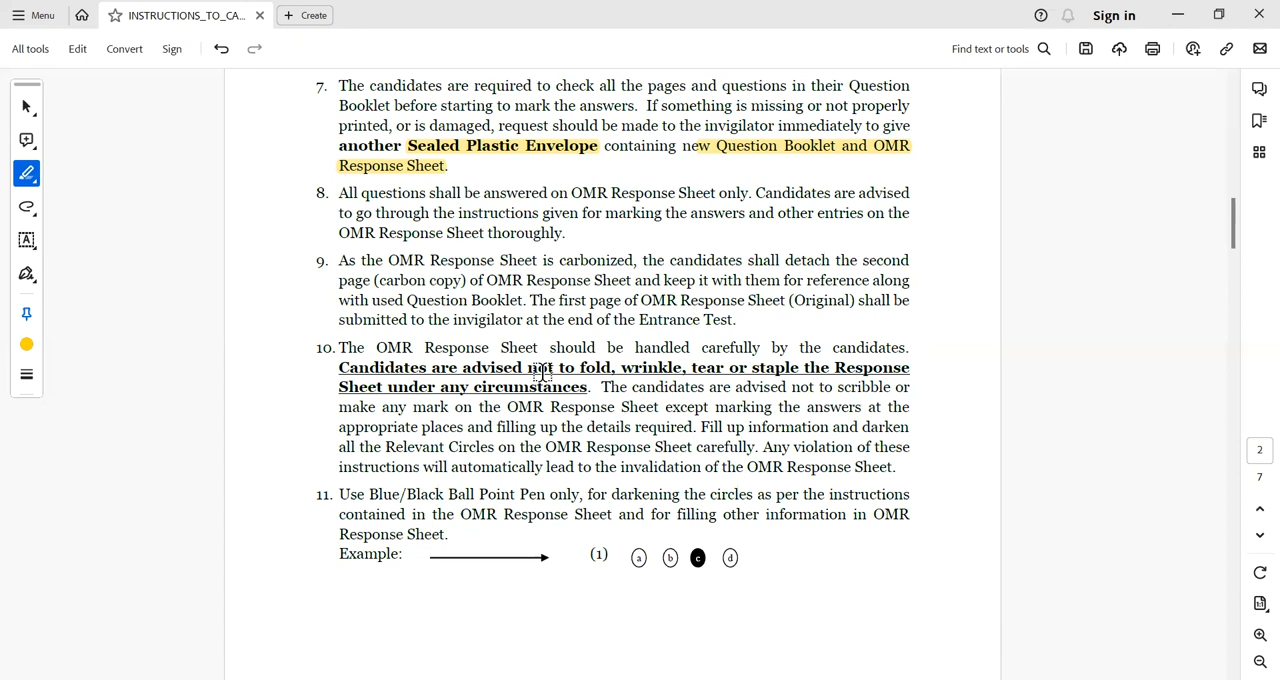 Menu
INSTRUCTIONS_TO_CA...
Create
Sign in
All tools
Edit
Convert
Sign
Find text or tools
7. The candidates are required to check all the pages and questions in their Question
Booklet before starting to mark the answers. If something is missing or not properly
printed, or is damaged, request should be made to the invigilator immediately to give
another Sealed Plastic Envelope containing new Question Booklet and OMR
Response Sheet.
8. All questions shall be answered on OMR Response Sheet only. Candidates are advised
to go through the instructions given for marking the answers and other entries on the
OMR Response Sheet thoroughly.
9. As the OMR Response Sheet is carbonized, the candidates shall detach the second
page (carbon copy) of OMR Response Sheet and keep it with them for reference along
with used Question Booklet. The first page of OMR Response Sheet (Original) shall be
submitted to the invigilator at the end of the Entrance Test.
10. The OMR Response Sheet should be handled carefully by the candidates.
Candidates are advised not to fold, wrinkle, tear or staple the Response
Sheet under any circumstances. The candidates are advised not to scribble or
make any mark on the OMR Response Sheet except marking the answers at the
appropriate places and filling up the details required. Fill up information and darken
all the Relevant Circles on the OMR Response Sheet carefully. Any violation of these
instructions will automatically lead to the invalidation of the OMR Response Sheet.
11. Use Blue/Black Ball Point Pen only, for darkening the circles as per the instructions
contained in the OMR Response Sheet and for filling other information in OMR
Response Sheet.
Example: (1) a b c d
2
7